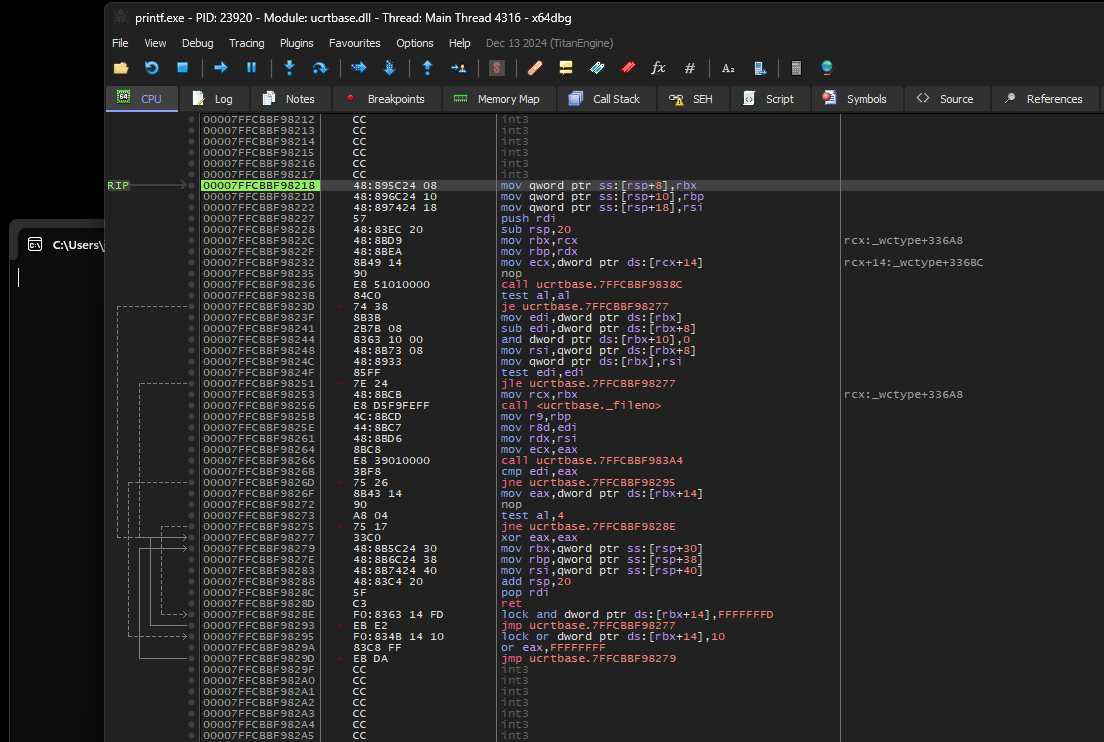 printf.exe - PID: 23920 - Module: ucrtbase.dll - Thread: Main Thread 4316 - x64dbg
File View Debug Tracing Plugins Favourites Options Help Dec 13 2024 (TitanEngine)
CPU Log Notes Breakpoints Memory Map Call Stack SEH Script Symbols Source References
00007FFCBBF98212 CC int3
00007FFCBBF98213 CC int3
00007FFCBBF98214 CC int3
00007FFCBBF98215 CC int3
00007FFCBBF98216 CC int3
00007FFCBBF98217 CC int3
RIP 00007FFCBBF98218 48:895C24 08 mov qword ptr ss:[rsp+8],rbx
00007FFCBBF9821D 48:896C24 10 mov qword ptr ss:[rsp+10],rbp
00007FFCBBF98222 48:897424 18 mov qword ptr ss:[rsp+18],rsi
00007FFCBBF98227 57 push rdi
00007FFCBBF98228 48:83EC 20 sub rsp,20
00007FFCBBF9822C 48:8BD9 mov rbx,rcx rcx:_wctype+336A8
00007FFCBBF9822F 48:8BEA mov rbp,rdx
00007FFCBBF98232 8B49 14 mov ecx,dword ptr ds:[rcx+14] rcx+14:_wctype+336BC
00007FFCBBF98235 90 nop
00007FFCBBF98236 E8 51010000 call ucrtbase.7FFCBBF9838C
00007FFCBBF9823B 84C0 test al,al
00007FFCBBF9823D 74 38 je ucrtbase.7FFCBBF98277
00007FFCBBF9823F 8B3B mov edi,dword ptr ds:[rbx]
00007FFCBBF98241 2B7B 08 sub edi,dword ptr ds:[rbx+8]
00007FFCBBF98244 8363 10 00 and dword ptr ds:[rbx+10],0
00007FFCBBF98248 48:8B73 08 mov rsi,qword ptr ds:[rbx+8]
00007FFCBBF9824C 48:8933 mov qword ptr ds:[rbx],rsi
00007FFCBBF9824F 85FF test edi,edi
00007FFCBBF98251 7E 24 jle ucrtbase.7FFCBBF98277
00007FFCBBF98253 48:8BCB mov rcx,rbx rcx:_wctype+336A8
00007FFCBBF98256 E8 D5F9FEFF call <ucrtbase._fileno>
00007FFCBBF9825B 4C:8BCD mov r9,rbp
00007FFCBBF9825E 44:8BC7 mov r8d,edi
00007FFCBBF98261 48:8BD6 mov rdx,rsi
00007FFCBBF98264 8BC8 mov ecx,eax
00007FFCBBF98266 E8 39010000 call ucrtbase.7FFCBBF983A4
00007FFCBBF9826B 3BF8 cmp edi,eax
00007FFCBBF9826D 75 26 jne ucrtbase.7FFCBBF98295
00007FFCBBF9826F 8B43 14 mov eax,dword ptr ds:[rbx+14]
00007FFCBBF98272 90 nop
00007FFCBBF98273 A8 04 test al,4
00007FFCBBF98275 75 17 jne ucrtbase.7FFCBBF9828E
00007FFCBBF98277 33C0 xor eax,eax
00007FFCBBF98279 48:8B5C24 30 mov rbx,qword ptr ss:[rsp+30]
00007FFCBBF9827E 48:8B6C24 38 mov rbp,qword ptr ss:[rsp+38]
00007FFCBBF98283 48:8B7424 40 mov rsi,qword ptr ss:[rsp+40]
00007FFCBBF98288 48:83C4 20 add rsp,20
00007FFCBBF9828C 5F pop rdi
00007FFCBBF9828D C3 ret
00007FFCBBF9828E F0:8363 14 FD lock and dword ptr ds:[rbx+14],FFFFFFFD
00007FFCBBF98293 EB E2 jmp ucrtbase.7FFCBBF98277
00007FFCBBF98295 F0:834B 14 10 lock or dword ptr ds:[rbx+14],10
00007FFCBBF9829A 83C8 FF or eax,FFFFFFFF
00007FFCBBF9829D EB DA jmp ucrtbase.7FFCBBF98279
00007FFCBBF9829F CC int3
00007FFCBBF982A0 CC int3
00007FFCBBF982A1 CC int3
00007FFCBBF982A2 CC int3
00007FFCBBF982A3 CC int3
00007FFCBBF982A4 CC int3
00007FFCBBF982A5 CC int3
C:\Users\